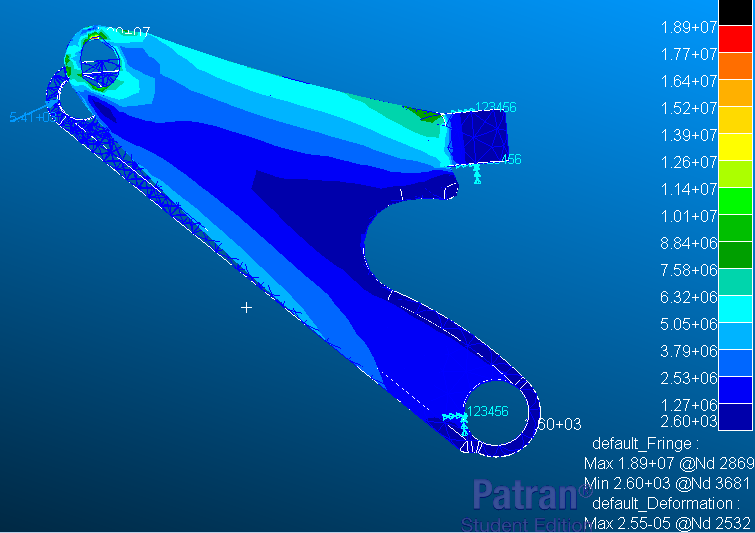 1.89+07
1.77+07
1.64+07
1.52+07
1.39+07
1.26+07
1.14+07
1.01+07
8.84+06
7.58+06
6.32+06
5.05+06
3.79+06
2.53+06
1.27+06
2.60+03
123456
456
123456
60+03
default_Fringe :
Max 1.89+07 @Nd 2869
Min 2.60+03 @Nd 3681
default_Deformation :
Max 2.55-05 @Nd 2532
Patran®
Student Edition